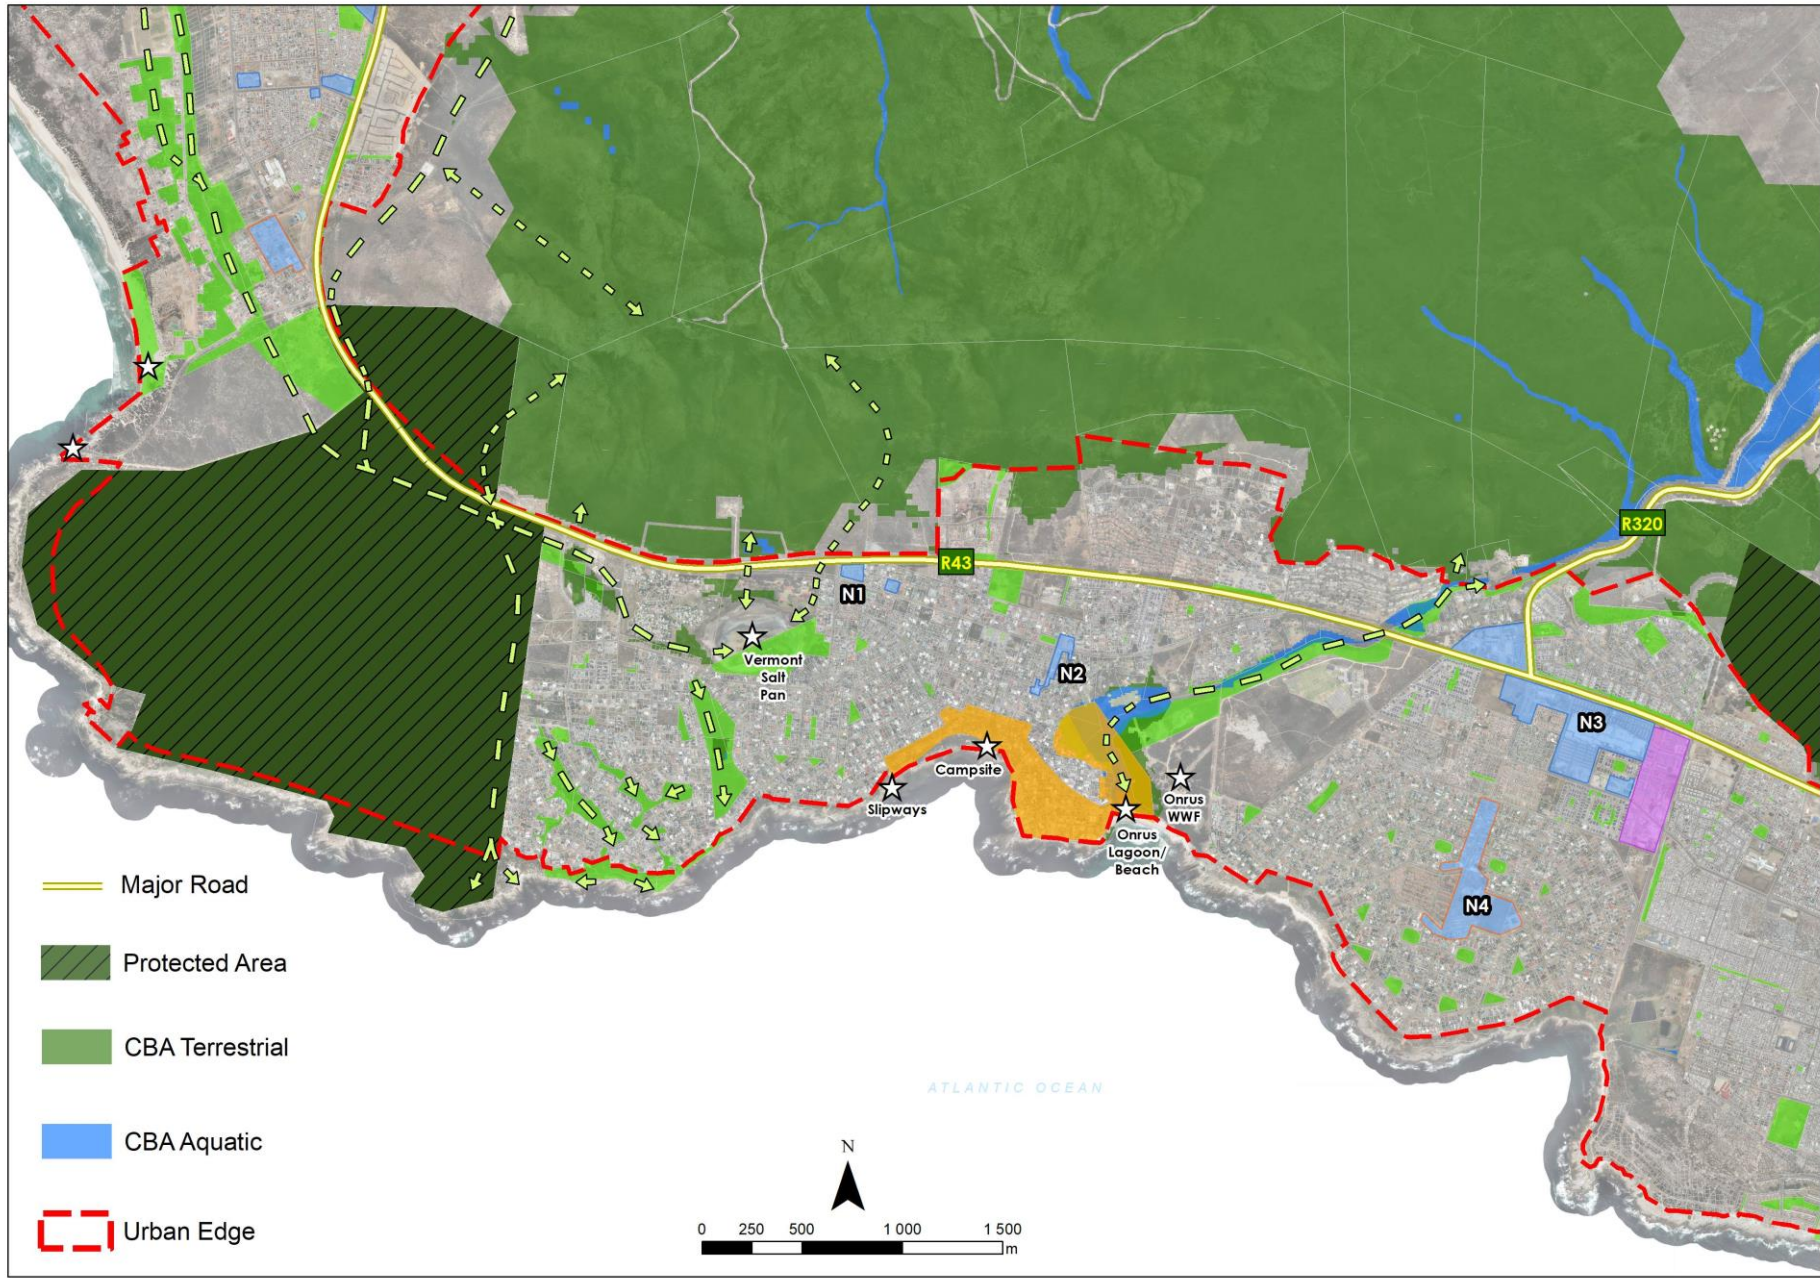 R320
R43
N1
Vermont
Salt
Pan
N2
N3
Campsite
Slipways
Onrus
WWF
Onrus
Lagoon/
Beach
N4
Major Road
Protected Area
CBA Terrestrial
CBA Aquatic
Urban Edge
ATLANTIC OCEAN
N
0 250 500 1 000 1 500
m